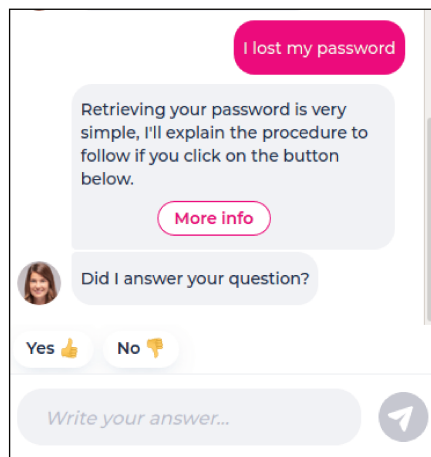 I lost my password
Retrieving your password is very
simple, I'll explain the procedure to
follow if you click on the button
below.
More info
Did I answer your question?
Yes 👍 No 👎
Write your answer...